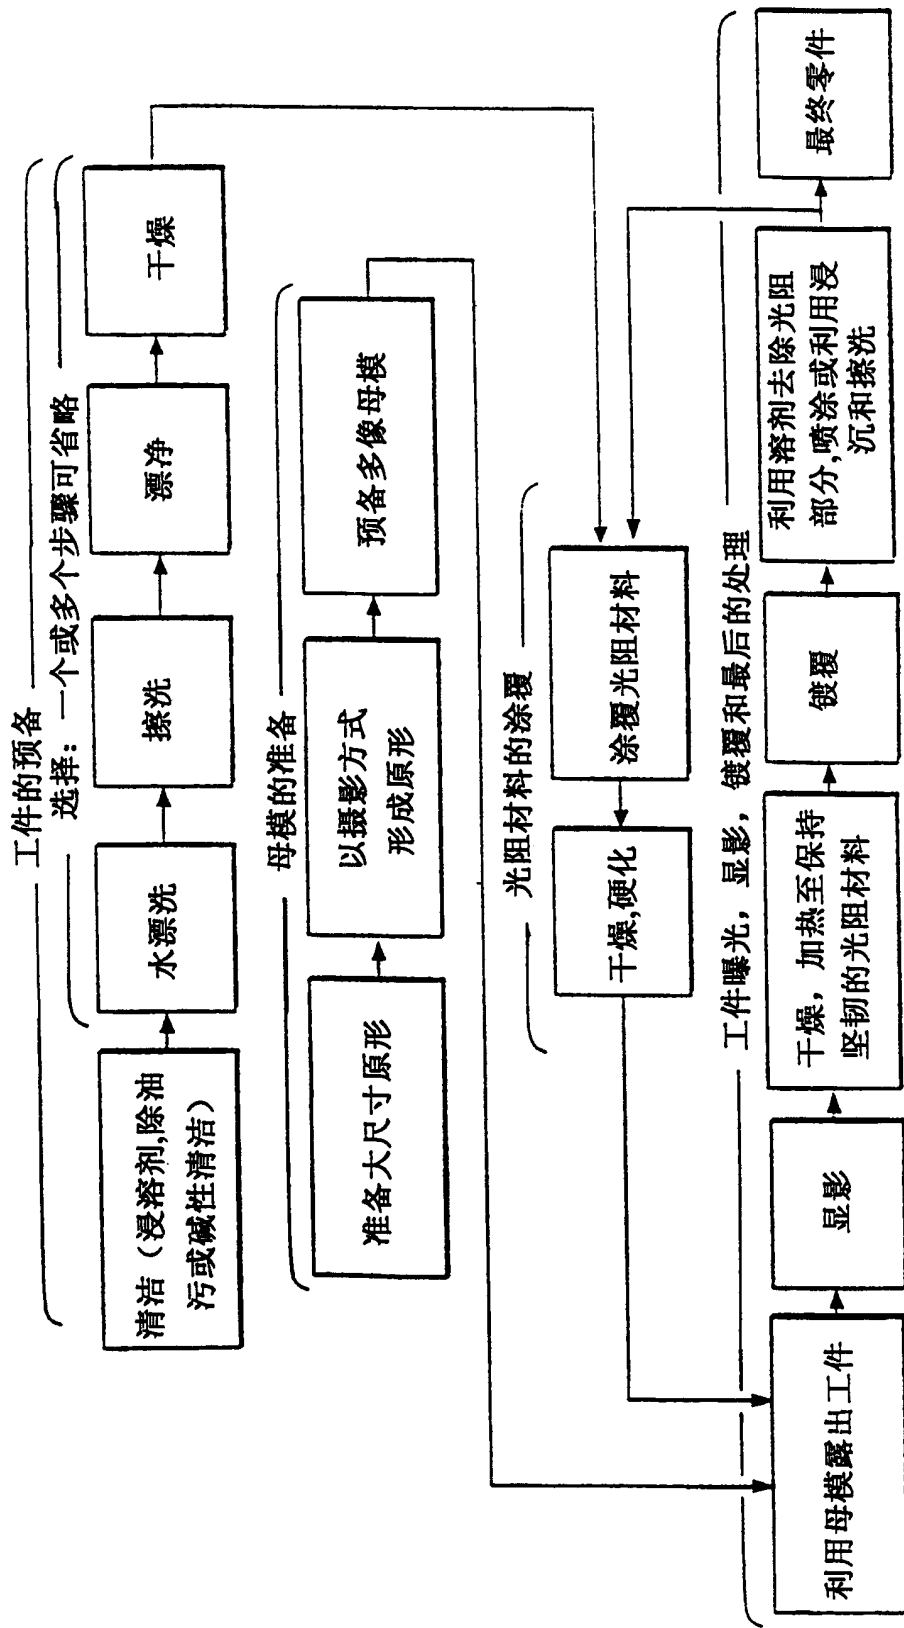 工件的预备
选择：一个或多个步骤可省略
清洁（浸溶剂,除油
污或碱性清洁）
水漂洗
擦洗
漂净
干燥
母模的准备
准备大尺寸原形
以摄影方式
形成原形
预备多像母模
光阻材料的涂覆
干燥,硬化
涂覆光阻材料
工件曝光，显影，镀覆和最后的处理
利用母模露出工件
显影
干燥，加热至保持
坚韧的光阻材料
镀覆
利用溶剂去除光阻
部分,喷涂或利用浸
沉和擦洗
最终零件